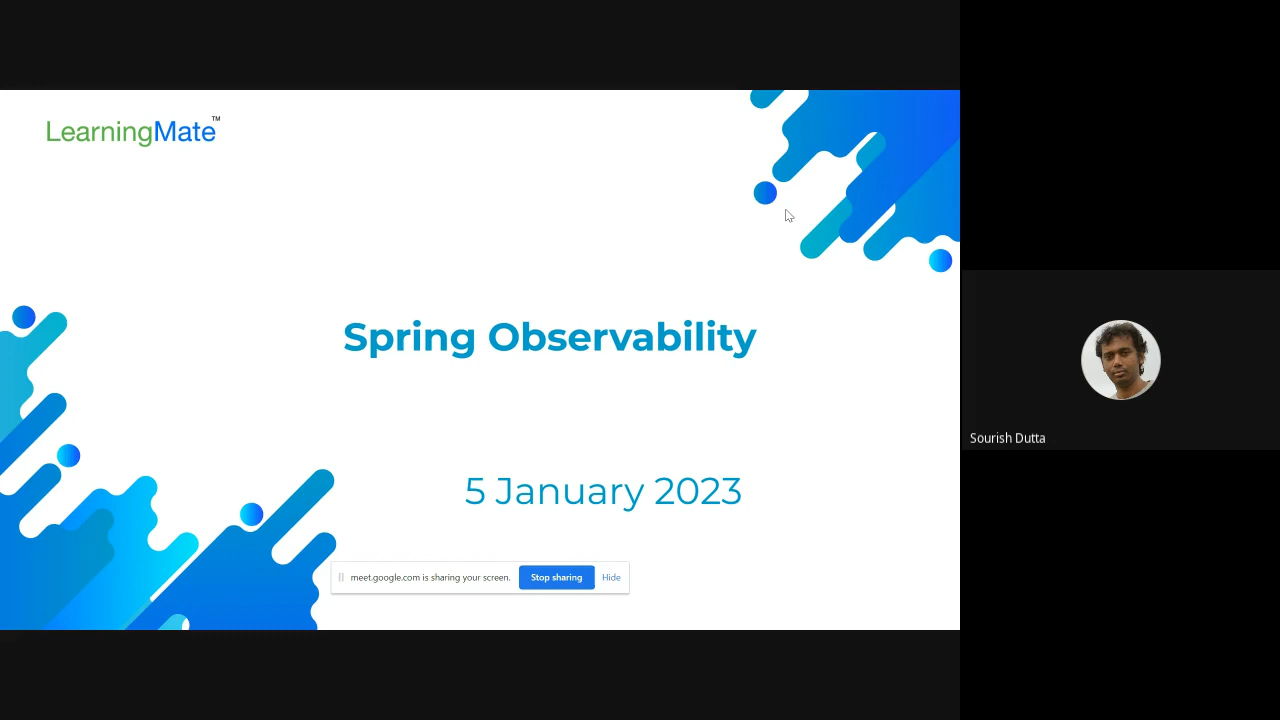 LearningMate™
Spring Observability
5 January 2023
meet.google.com is sharing your screen. Stop sharing Hide
Sourish Dutta